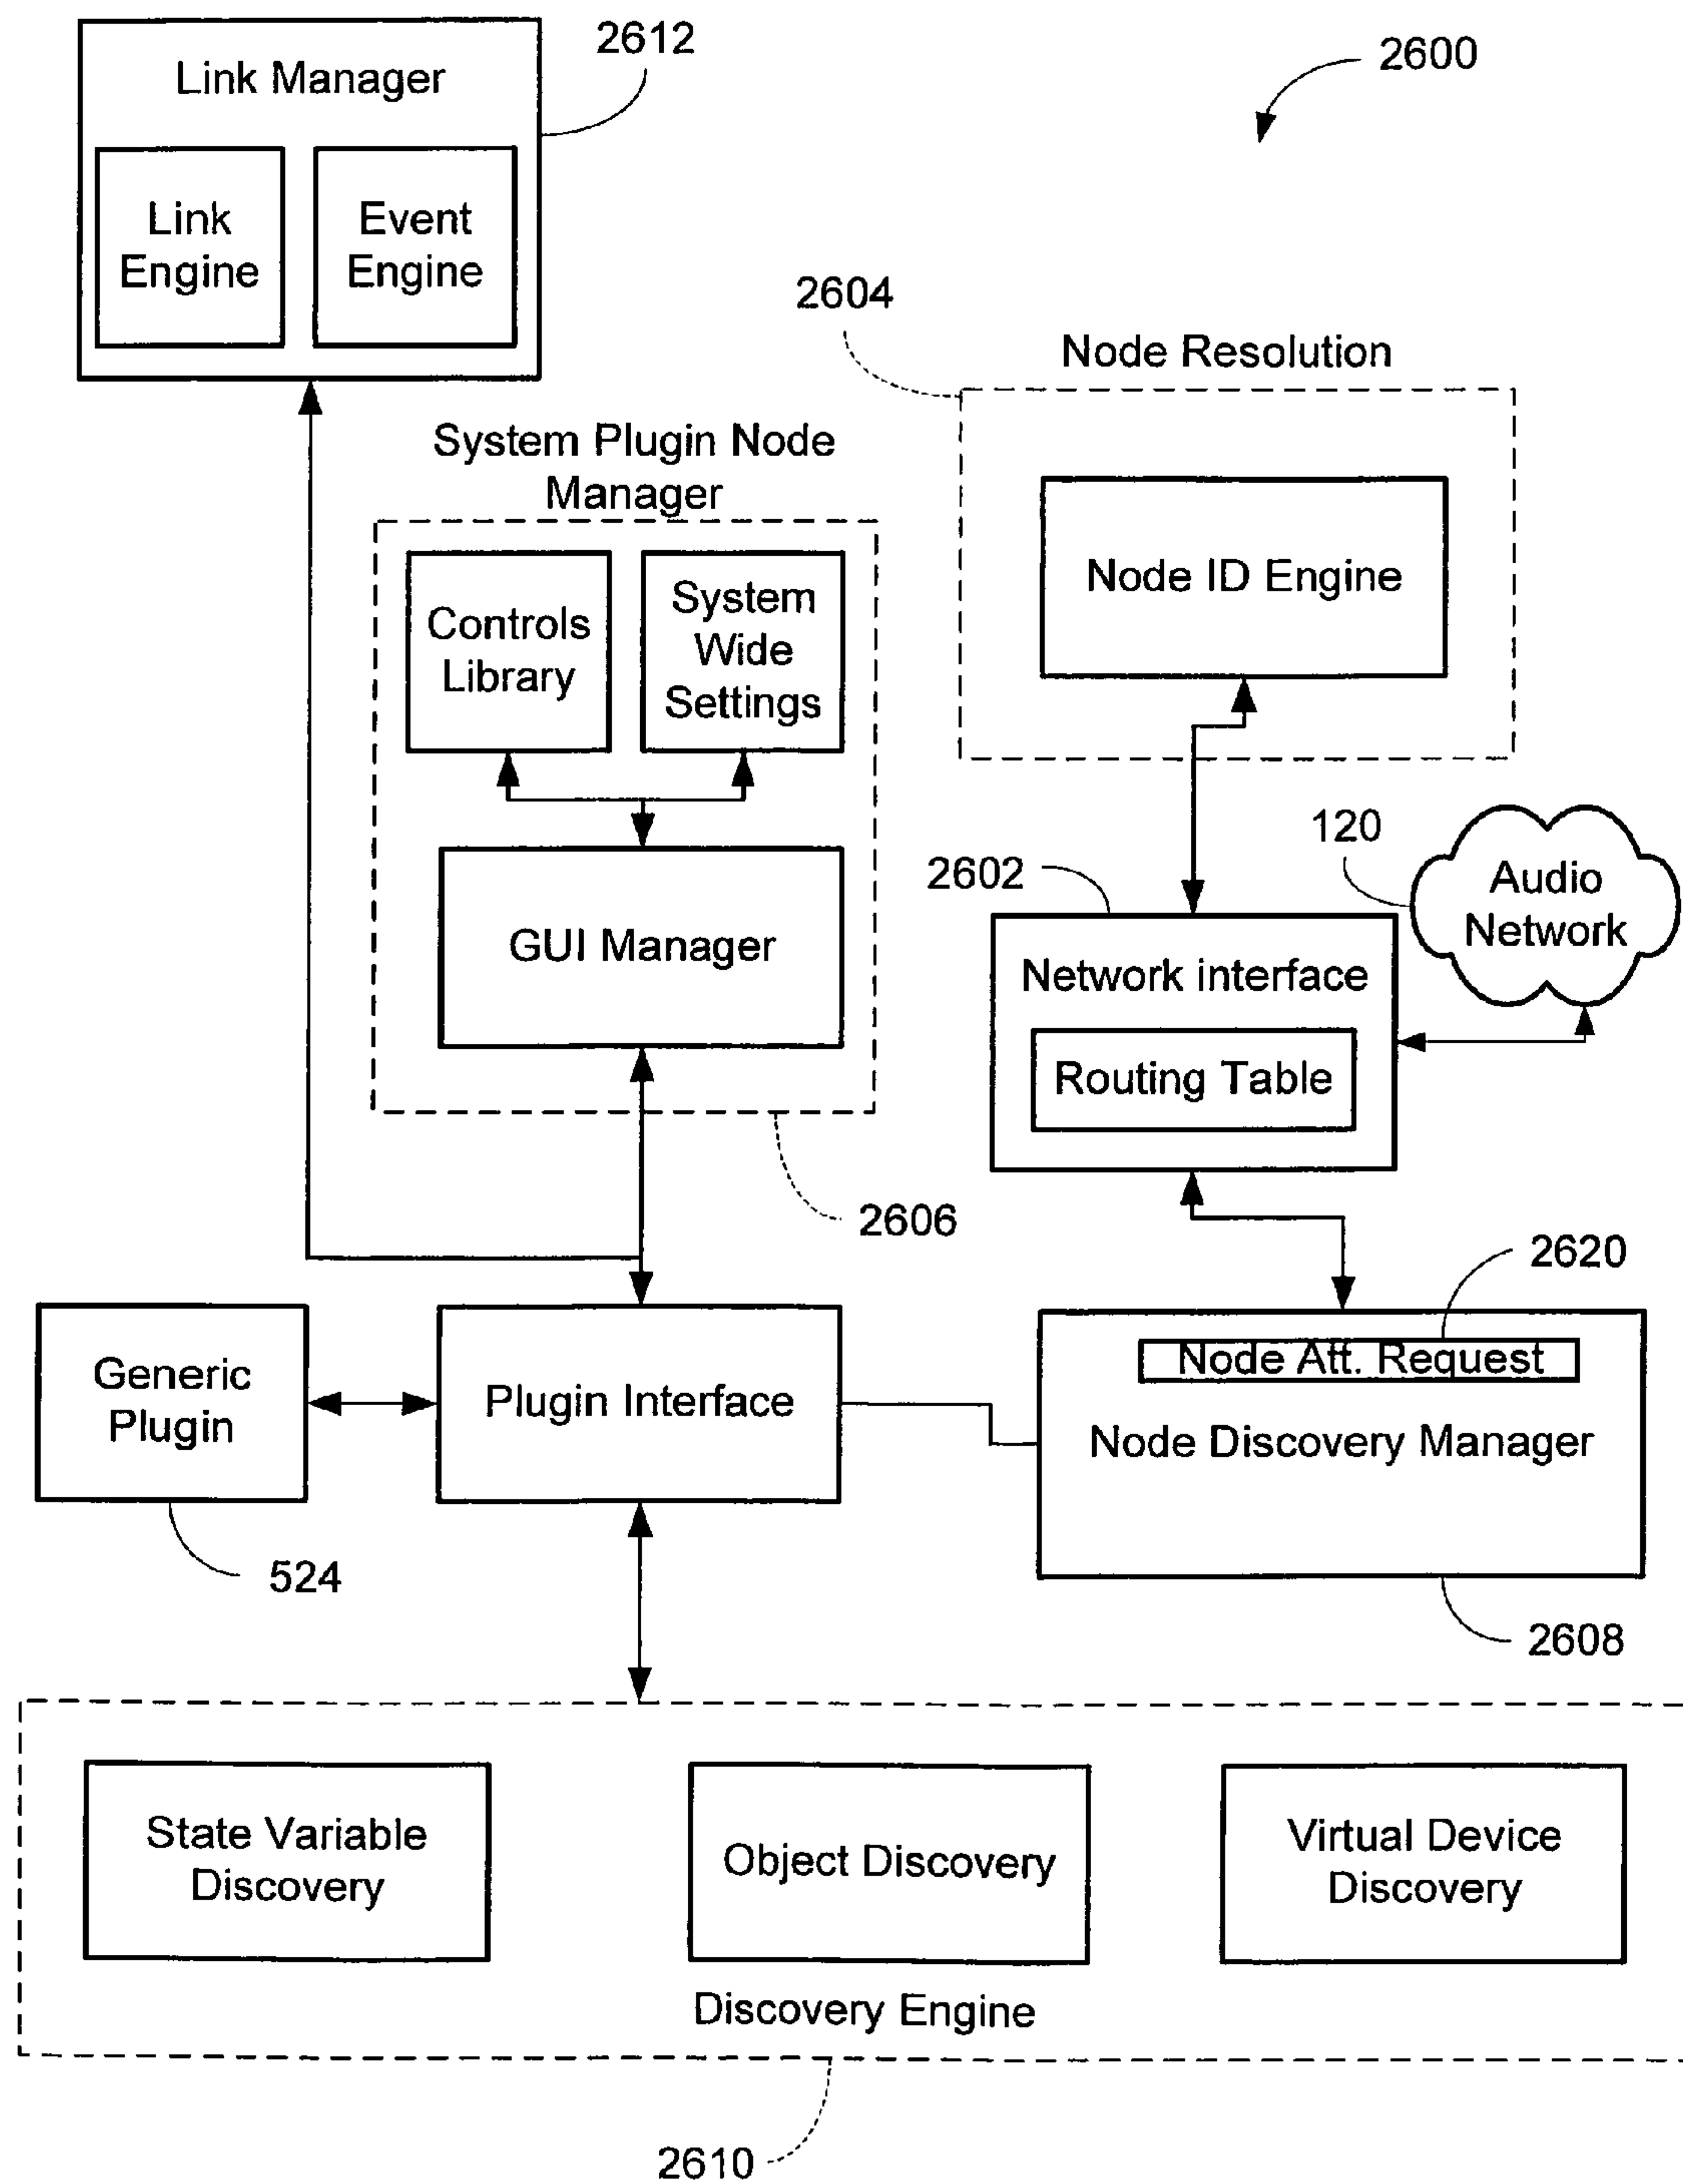 2612
Link Manager
2600
Link
Engine
Event
Engine
2604
Node Resolution
System Plugin Node
Manager
Controls
Library
System
Wide
Settings
Node ID Engine
120
Audio
Network
2602
GUI Manager
Network interface
Routing Table
2606
2620
Generic
Plugin
Plugin Interface
Node Att. Request
Node Discovery Manager
524
2608
State Variable
Discovery
Object Discovery
Virtual Device
Discovery
Discovery Engine
2610